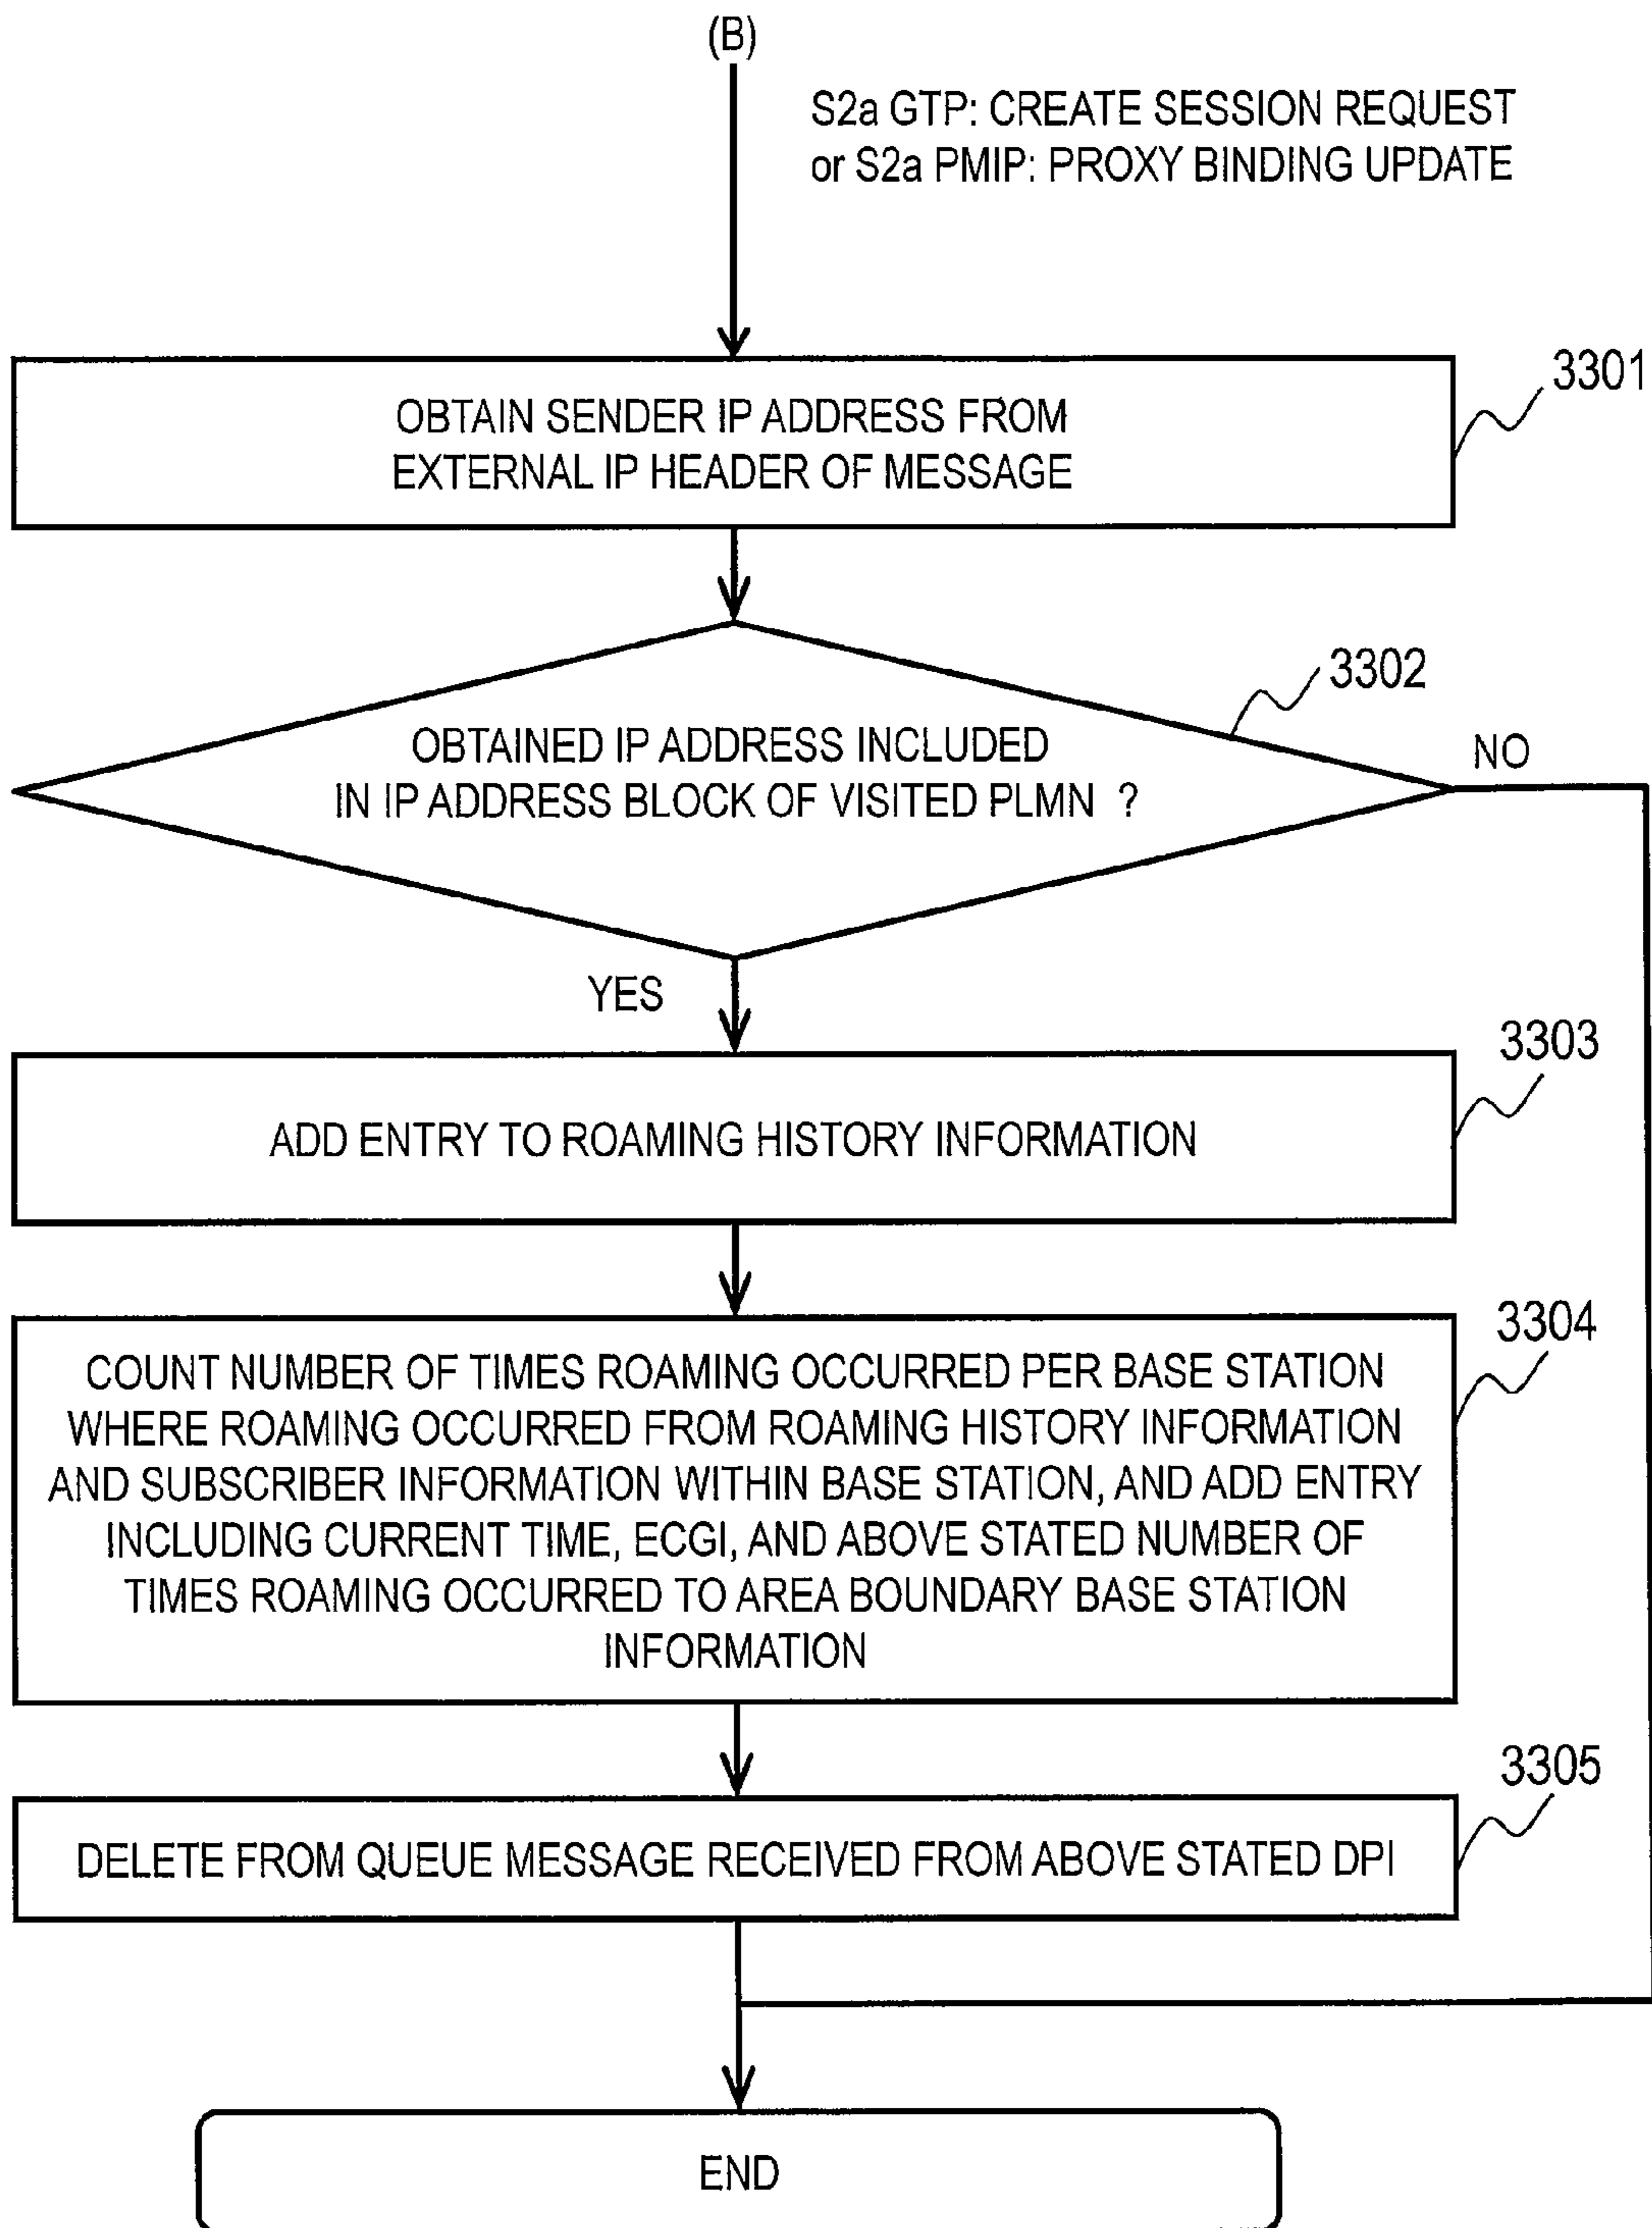 (B)
S2a GTP: CREATE SESSION REQUEST
or S2a PMIP: PROXY BINDING UPDATE
3301
OBTAIN SENDER IP ADDRESS FROM
EXTERNAL IP HEADER OF MESSAGE
3302
OBTAINED IP ADDRESS INCLUDED
IN IP ADDRESS BLOCK OF VISITED PLMN ?
NO
YES
3303
ADD ENTRY TO ROAMING HISTORY INFORMATION
3304
COUNT NUMBER OF TIMES ROAMING OCCURRED PER BASE STATION
WHERE ROAMING OCCURRED FROM ROAMING HISTORY INFORMATION
AND SUBSCRIBER INFORMATION WITHIN BASE STATION, AND ADD ENTRY
INCLUDING CURRENT TIME, ECGI, AND ABOVE STATED NUMBER OF
TIMES ROAMING OCCURRED TO AREA BOUNDARY BASE STATION
INFORMATION
3305
DELETE FROM QUEUE MESSAGE RECEIVED FROM ABOVE STATED DPI
END